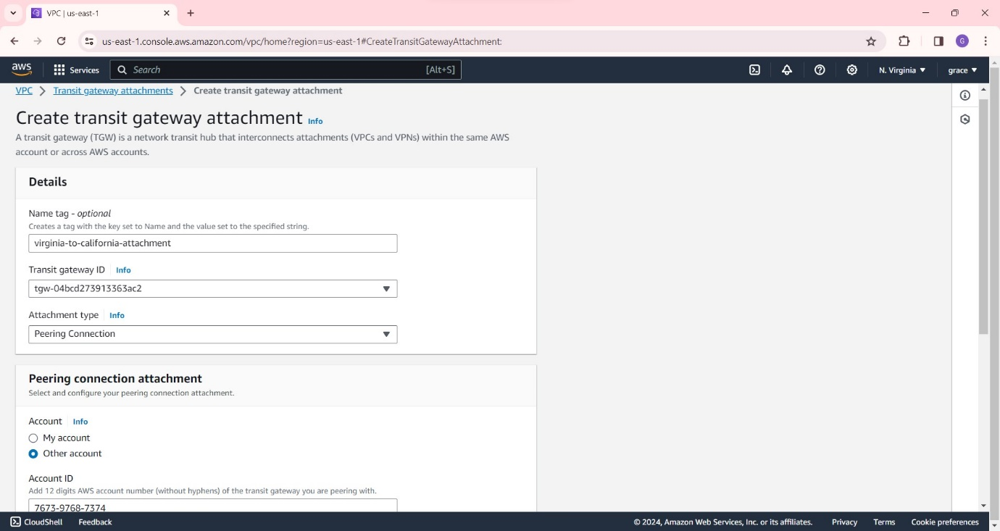 VPC | us-east-1
us-east-1.console.aws.amazon.com/vpc/home?region=us-east-1#CreateTransitGatewayAttachment:
G
aws Services Search [Alt+S] N. Virginia grace
VPC > Transit gateway attachments > Create transit gateway attachment
Create transit gateway attachment Info
A transit gateway (TGW) is a network transit hub that interconnects attachments (VPCs and VPNs) within the same AWS
account or across AWS accounts.
Details
Name tag - optional
Creates a tag with the key set to Name and the value set to the specified string.
virginia-to-california-attachment
Transit gateway ID Info
tgw-04bcd273913363ac2
Attachment type Info
Peering Connection
Peering connection attachment
Select and configure your peering connection attachment.
Account Info
My account
Other account
Account ID
Add 12 digits AWS account number (without hyphens) of the transit gateway you are peering with.
7673-9768-7374
CloudShell Feedback © 2024, Amazon Web Services, Inc. or its affiliates. Privacy Terms Cookie preferences